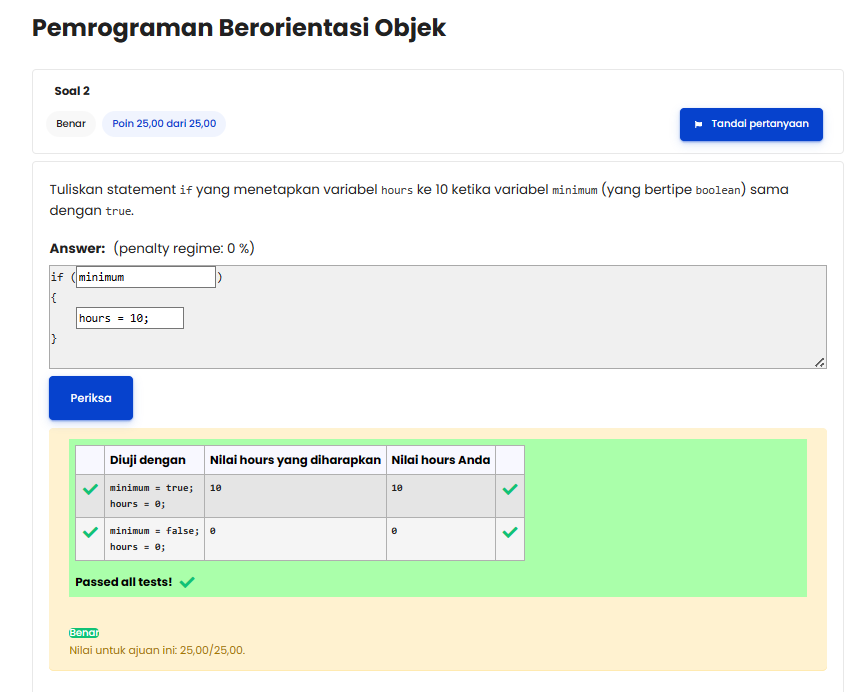 Pemrograman Berorientasi Objek
Soal 2
Benar
Poin 25,00 dari 25,00
Tandai pertanyaan
Tuliskan statement if yang menetapkan variabel hours ke 10 ketika variabel minimum (yang bertipe boolean) sama
dengan true.
Answer: (penalty regime: 0 %)
if (minimum)
{
hours = 10;
}
Periksa
Diuji dengan Nilai hours yang diharapkan Nilai hours Anda
minimum = true; 10 10
hours = 0;
minimum = false; 0 0
hours = 0;
Passed all tests!
Benar
Nilai untuk ajuan ini: 25,00/25,00.